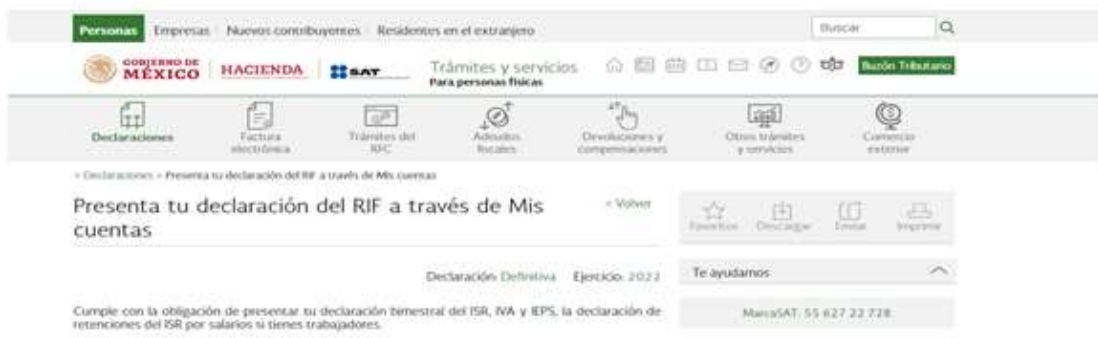 Personas Empresas Nuevos contribuyentes Residentes en el extranjero Buscar
GOBIERNO DE
MÉXICO HACIENDA SAT Trámites y servicios
Para personas físicas
Buzón Tributario
Declaraciones
Factura
electrónica
Trámites del
RFC
Adeudos
fiscales
Devoluciones y
compensaciones
Otros trámites
y servicios
Comercio
exterior
> Declaraciones > Presenta tu declaración del RIF a través de Mis cuentas
Presenta tu declaración del RIF a través de Mis
cuentas
< Volver
Favoritos Descargar Enviar Imprimir
Declaración: Definitiva Ejercicio: 2022
Te ayudamos
Cumple con la obligación de presentar tu declaración bimestral del ISR, IVA y IEPS, la declaración de
retenciones del ISR por salarios si tienes trabajadores.
MarcaSAT: 55 627 22 728